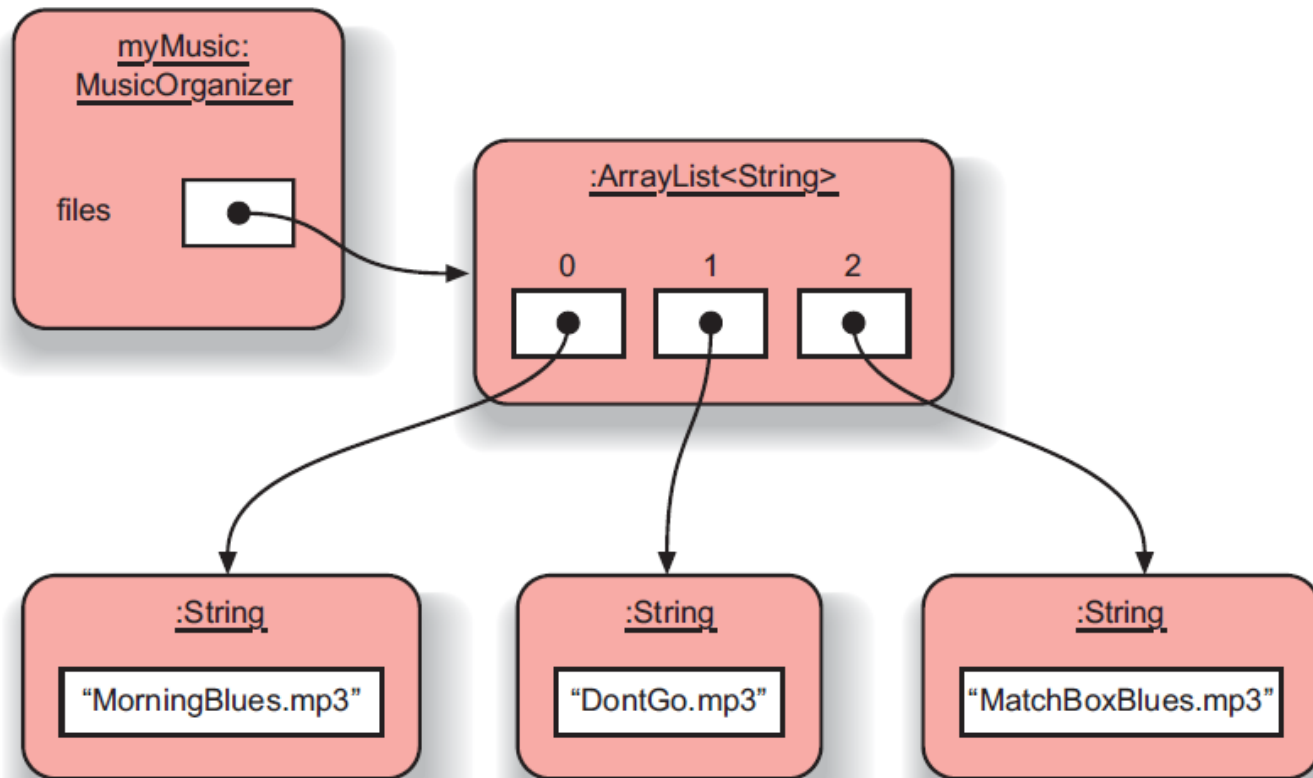 myMusic:
MusicOrganizer
files
:ArrayList<String>
0 1 2
:String
“MorningBlues.mp3”
:String
“DontGo.mp3”
:String
“MatchBoxBlues.mp3”